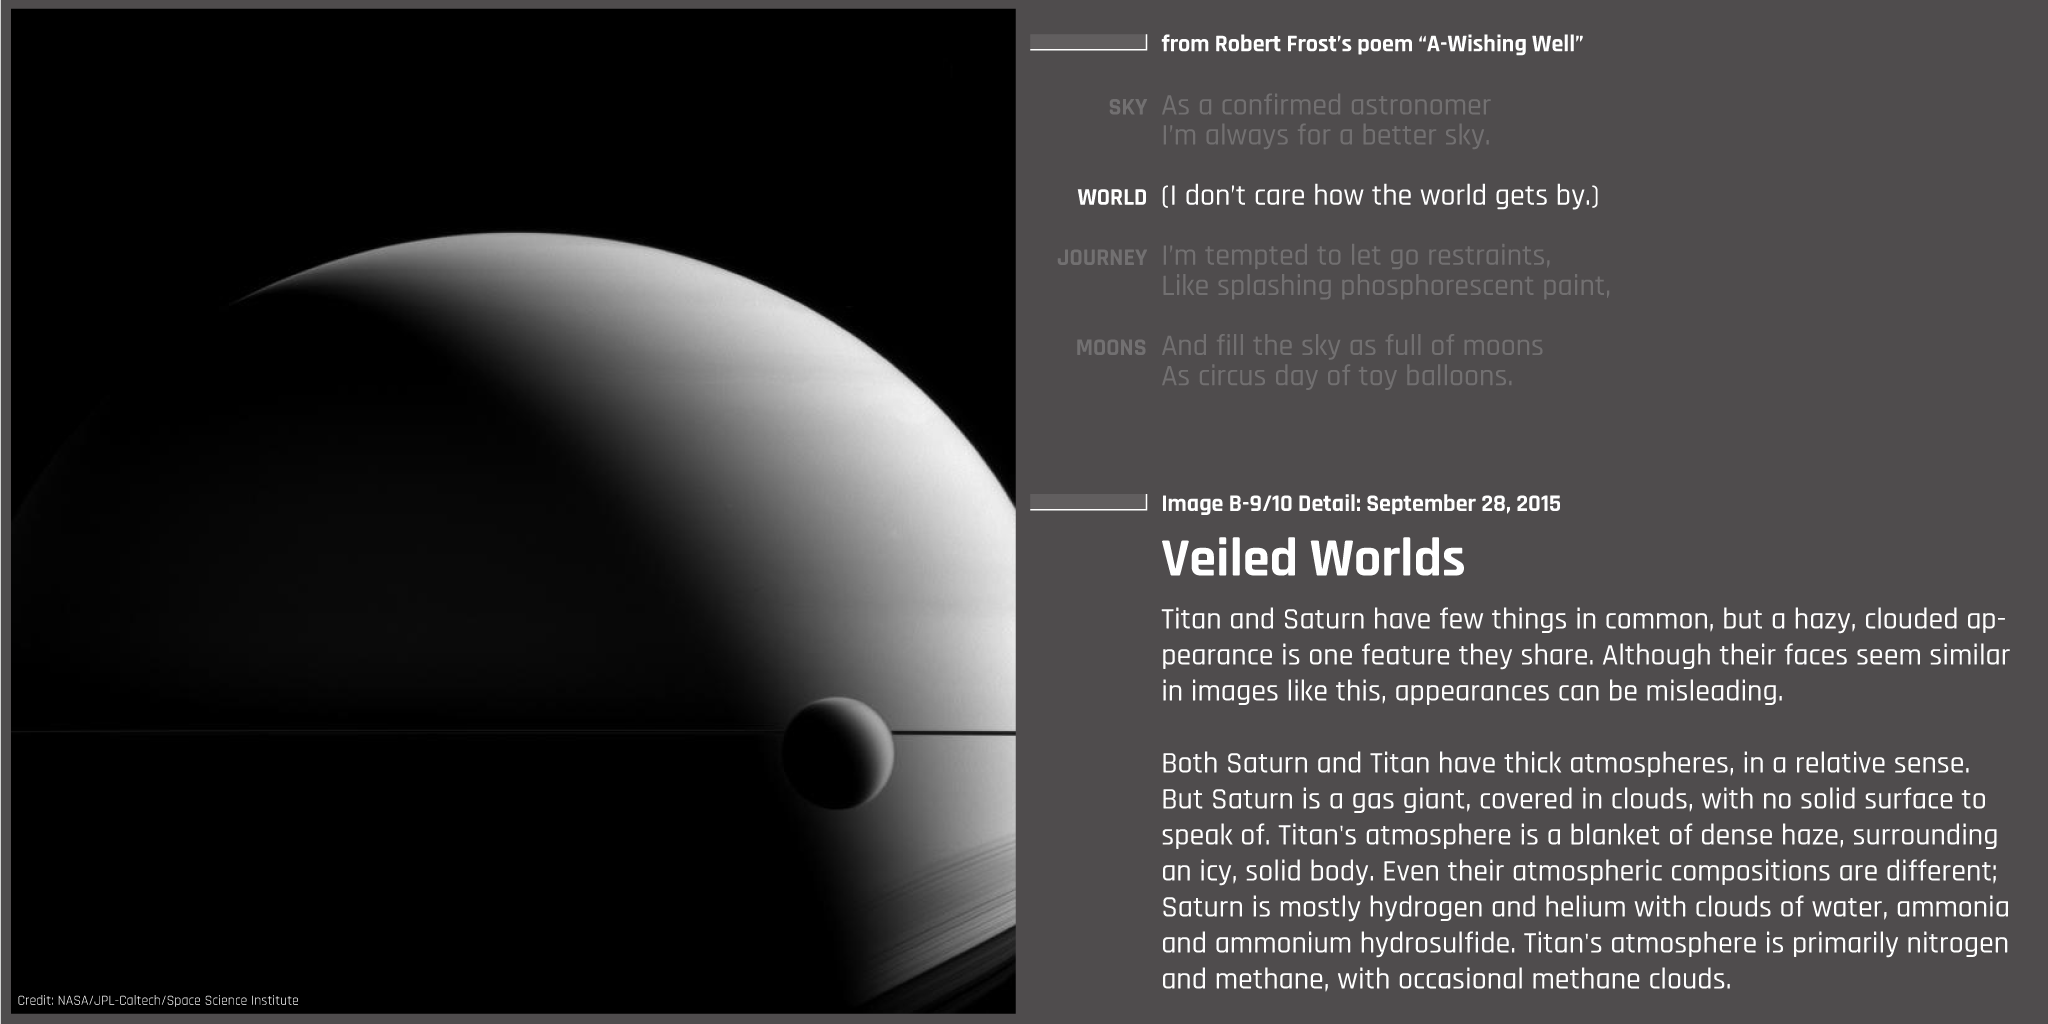 from Robert Frost's poem “A-Wishing Well”
SKY As a confirmed astronomer
I'm always for a better sky.
WORLD (I don't care how the world gets by.)
JOURNEY I'm tempted to let go restraints,
Like splashing phosphorescent paint,
MOONS And fill the sky as full of moons
As circus day of toy balloons.
Image B-9/10 Detail: September 28, 2015
Veiled Worlds
Titan and Saturn have few things in common, but a hazy, clouded ap-
pearance is one feature they share. Although their faces seem similar
in images like this, appearances can be misleading.
Both Saturn and Titan have thick atmospheres, in a relative sense.
But Saturn is a gas giant, covered in clouds, with no solid surface to
speak of. Titan's atmosphere is a blanket of dense haze, surrounding
an icy, solid body. Even their atmospheric compositions are different;
Saturn is mostly hydrogen and helium with clouds of water, ammonia
and ammonium hydrosulfide. Titan's atmosphere is primarily nitrogen
and methane, with occasional methane clouds.
Credit: NASA/JPL-Caltech/Space Science Institute